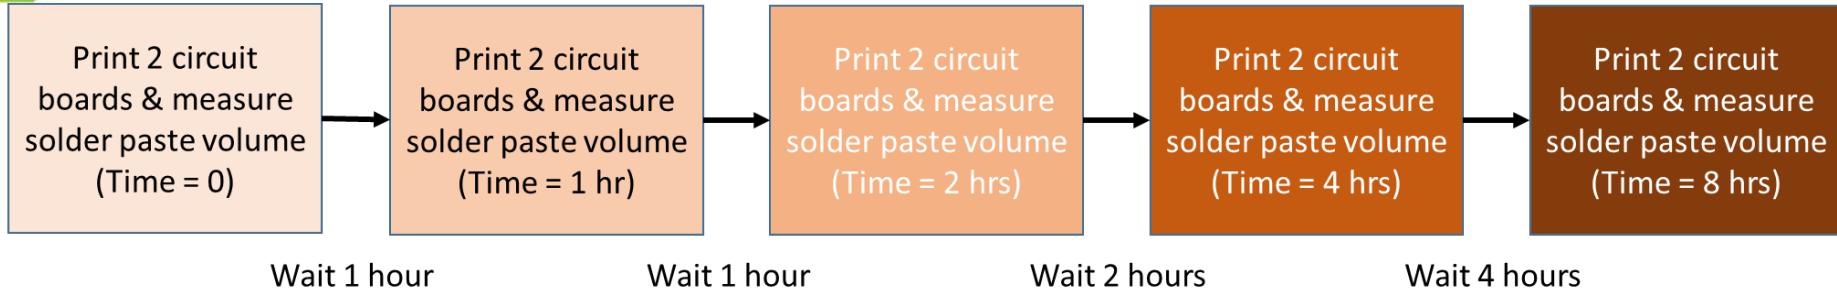 Print 2 circuit
boards & measure
solder paste volume
(Time = 0)
Print 2 circuit
boards & measure
solder paste volume
(Time = 1 hr)
Print 2 circuit
boards & measure
solder paste volume
(Time = 2 hrs)
Print 2 circuit
boards & measure
solder paste volume
(Time = 4 hrs)
Print 2 circuit
boards & measure
solder paste volume
(Time = 8 hrs)
Wait 1 hour
Wait 1 hour
Wait 2 hours
Wait 4 hours